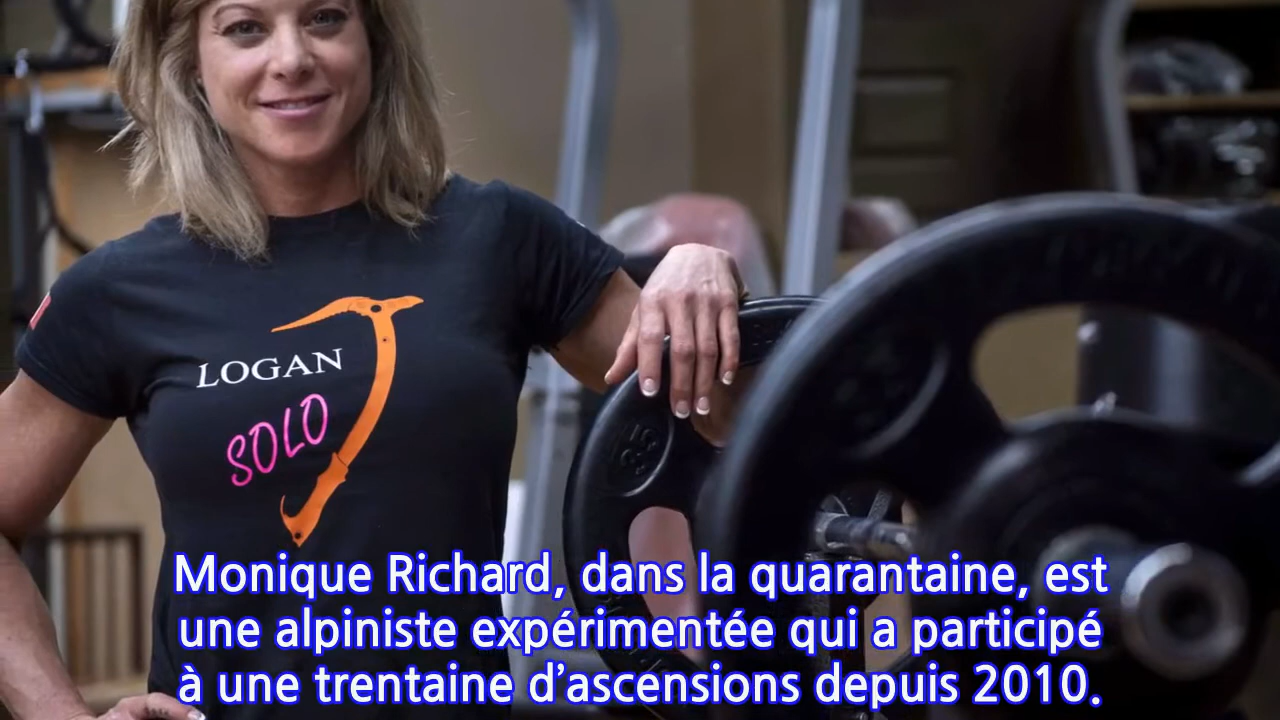 LOGAN
SOLO
35
Monique Richard, dans la quarantaine, est
une alpiniste expérimentée qui a participé
à une trentaine d’ascensions depuis 2010.